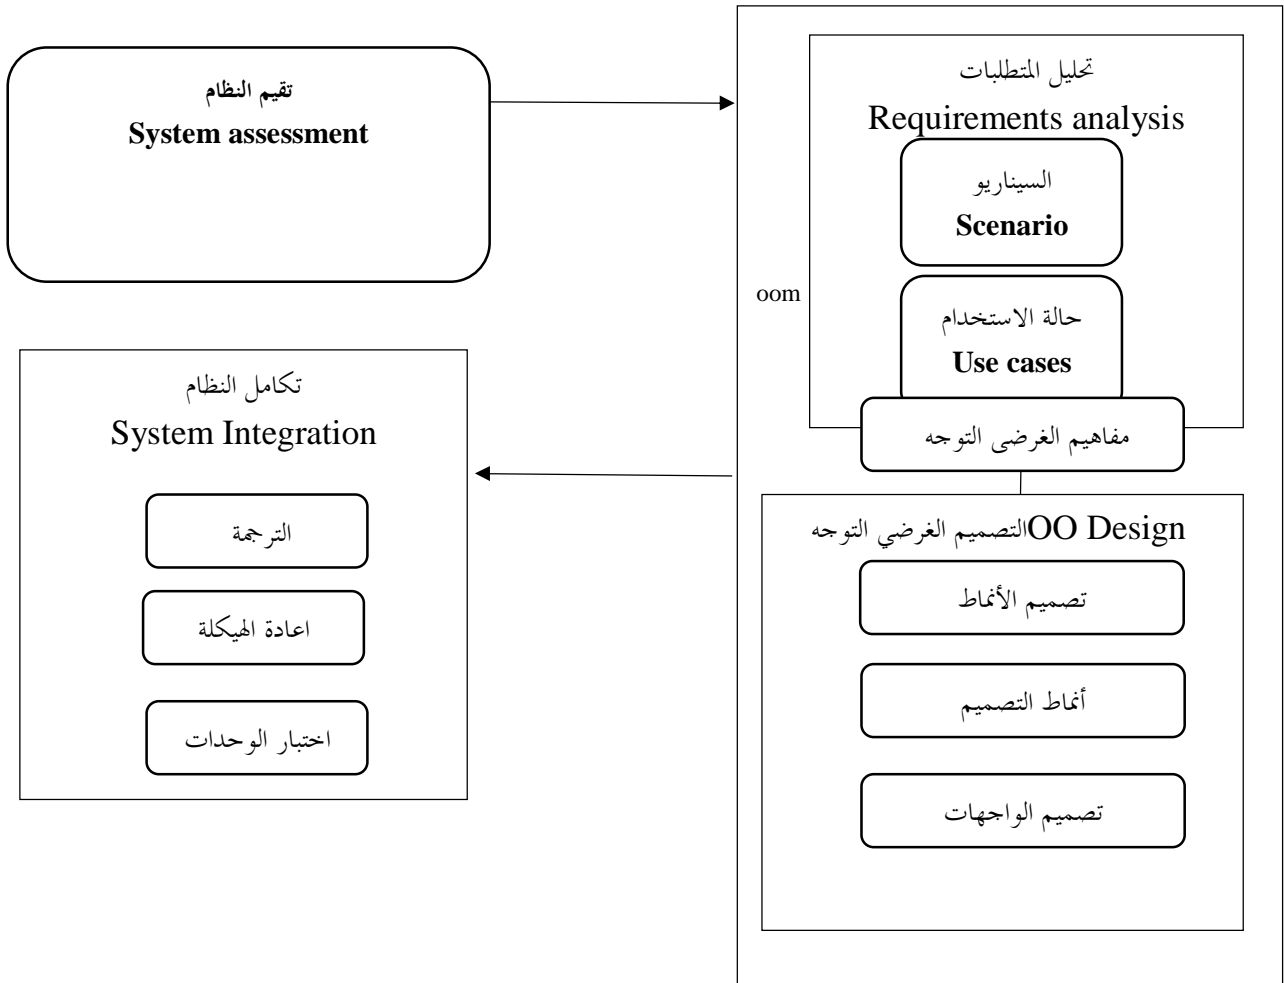 تقيم النظام
System assessment
تحليل المتطلبات
Requirements analysis
السيناريو
Scenario
oom
حالة الاستخدام
Use cases
مفاهيم الغرضى التوجه
OO Designالتصميم الغرضي التوجه
تصميم الأنماط
أنماط التصميم
تصميم الواجهات
تكامل النظام
System Integration
الترجمة
اعادة الهيكلة
اختبار الوحدات